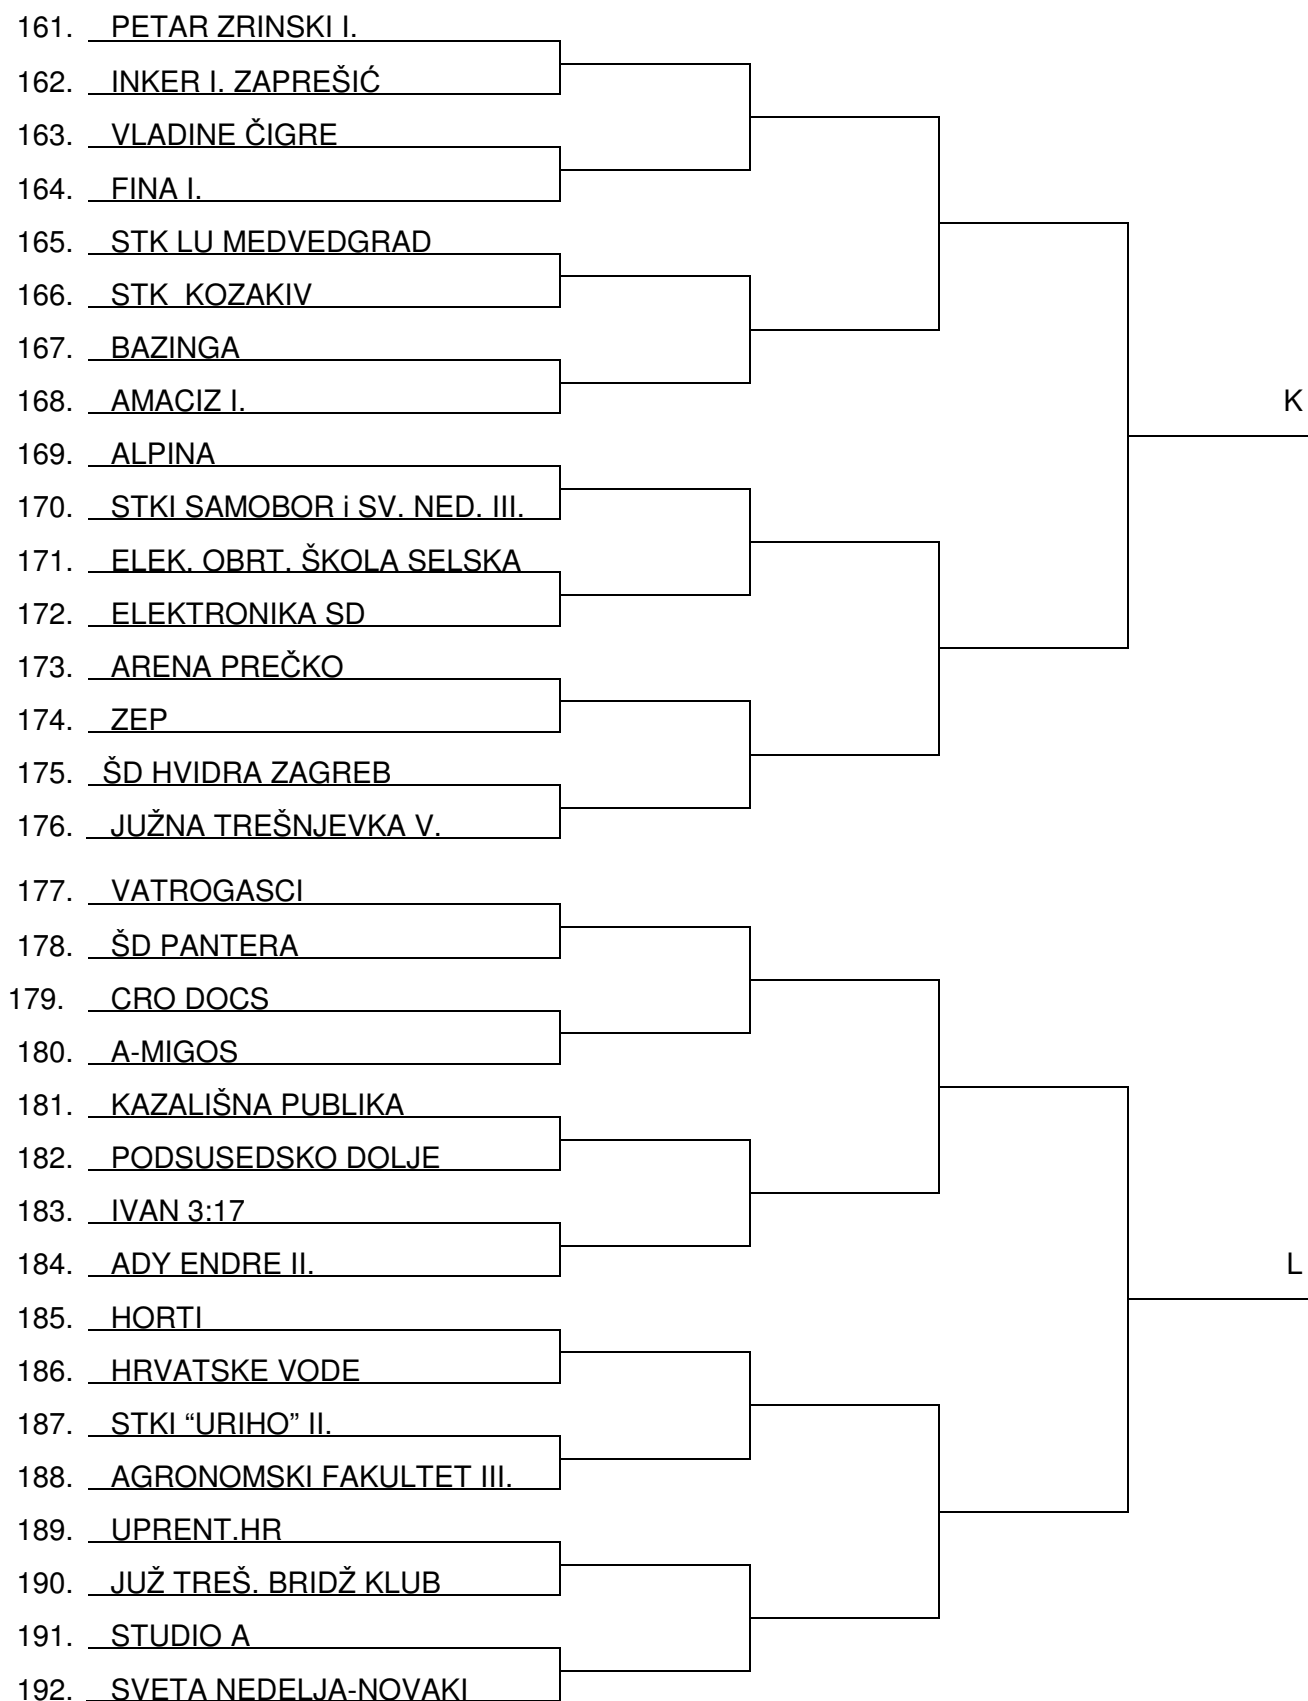 161. PETAR ZRINSKI I.
162. INKER I. ZAPREŠIĆ
163. VLADINE ČIGRE
164. FINA I.
165. STK LU MEDVEDGRAD
166. STK KOZAKIV
167. BAZINGA
168. AMACIZ I.
K
169. ALPINA
170. STKI SAMOBOR i SV. NED. III.
171. ELEK. OBRT. ŠKOLA SELSKA
172. ELEKTRONIKA SD
173. ARENA PREČKO
174. ZEP
175. ŠD HVIDRA ZAGREB
176. JUŽNA TREŠNJEVKA V.
177. VATROGASCI
178. ŠD PANTERA
179. CRO DOCS
180. A-MIGOS
181. KAZALIŠNA PUBLIKA
182. PODSUSEDSKO DOLJE
183. IVAN 3:17
184. ADY ENDRE II.
L
185. HORTI
186. HRVATSKE VODE
187. STKI “URIHO” II.
188. AGRONOMSKI FAKULTET III.
189. UPRENT.HR
190. JUŽ TREŠ. BRIDŽ KLUB
191. STUDIO A
192. SVETA NEDELJA-NOVAKI